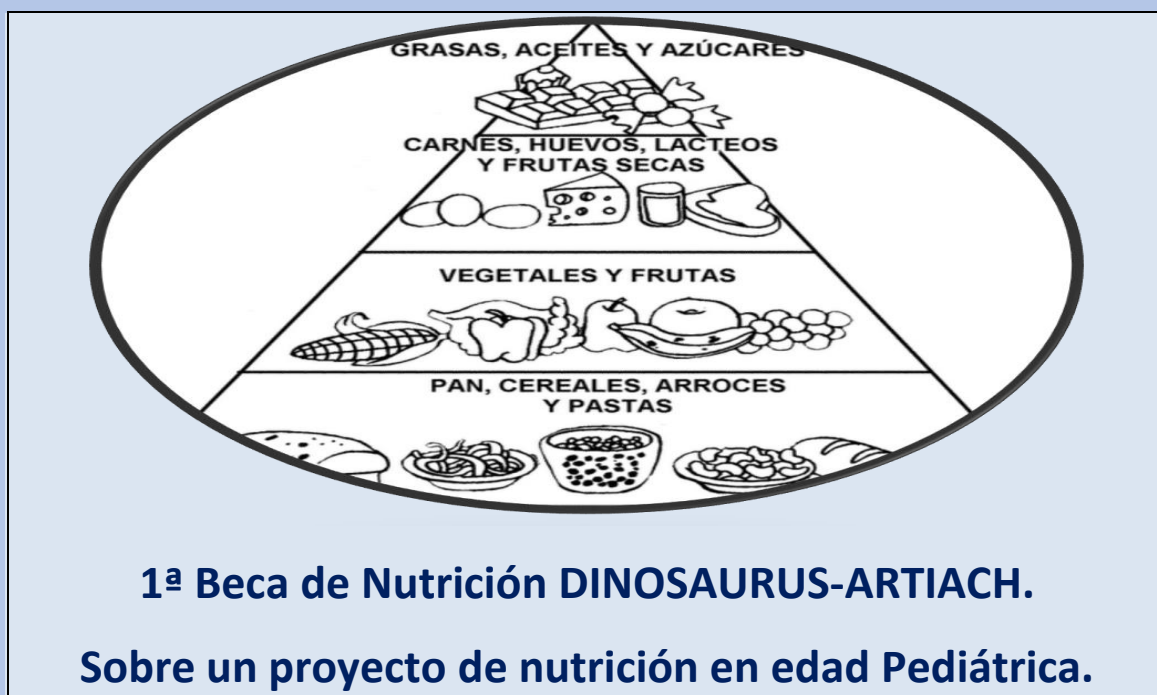 GRASAS, ACEITES Y AZÚCARES
CARNES, HUEVOS, LACTEOS
Y FRUTAS SECAS
VEGETALES Y FRUTAS
PAN, CEREALES, ARROCES
Y PASTAS
1ª Beca de Nutrición DINOSAURUS-ARTIACH.
Sobre un proyecto de nutrición en edad Pediátrica.